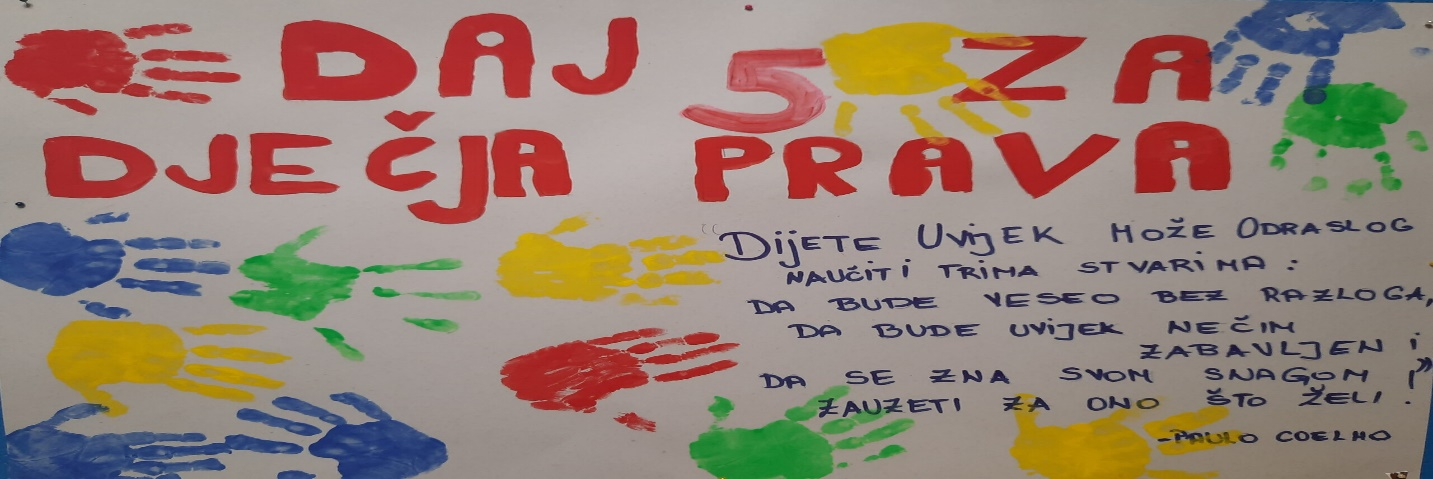 DAJ 5 ZA
DJEČJA PRAVA
"DIJETE UVIJEK MOŽE ODRASLOG
NAUČITI TRIMA STVARIMA:
DA BUDE VESEO BEZ RAZLOGA,
DA BUDE UVIJEK NEČIM
ZABAVLJEN i
DA SE ZNA SVOM SNAGOM
ZAUZETI ZA ONO ŠTO ŽELI!"
-PAULO COELHO